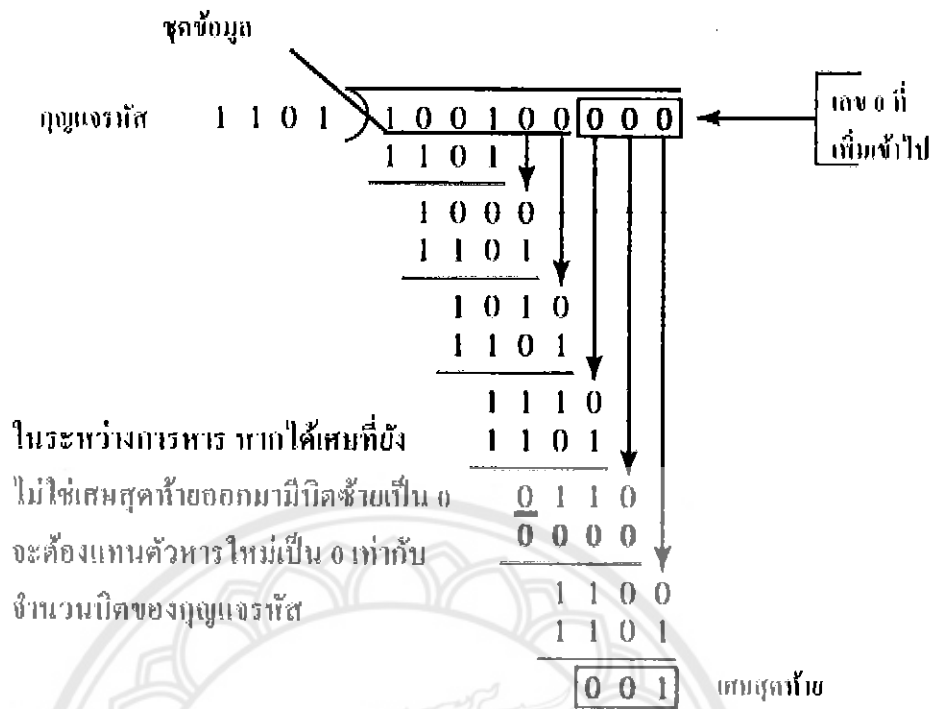 ชุดข้อมูล
กุญแจรหัส 1 1 0 1 1 0 0 1 0 0 0 0 0
เลข 0 ที่
เพิ่มเข้าไป
1 1 0 1
1 0 0 0
1 1 0 1
1 0 1 0
1 1 0 1
1 1 1 0
1 1 0 1
ในระหว่างการหาร หากได้เศษที่ยัง
ไม่ใช่เศษสุดท้ายออกมามีบิตซ้ายเป็น 0
0 1 1 0
0 0 0 0
จะต้องแทนตัวหารใหม่เป็น 0 เท่ากับ
จำนวนบิตของกุญแจรหัส
1 1 0 0
1 1 0 1
0 0 1 เศษสุดท้าย